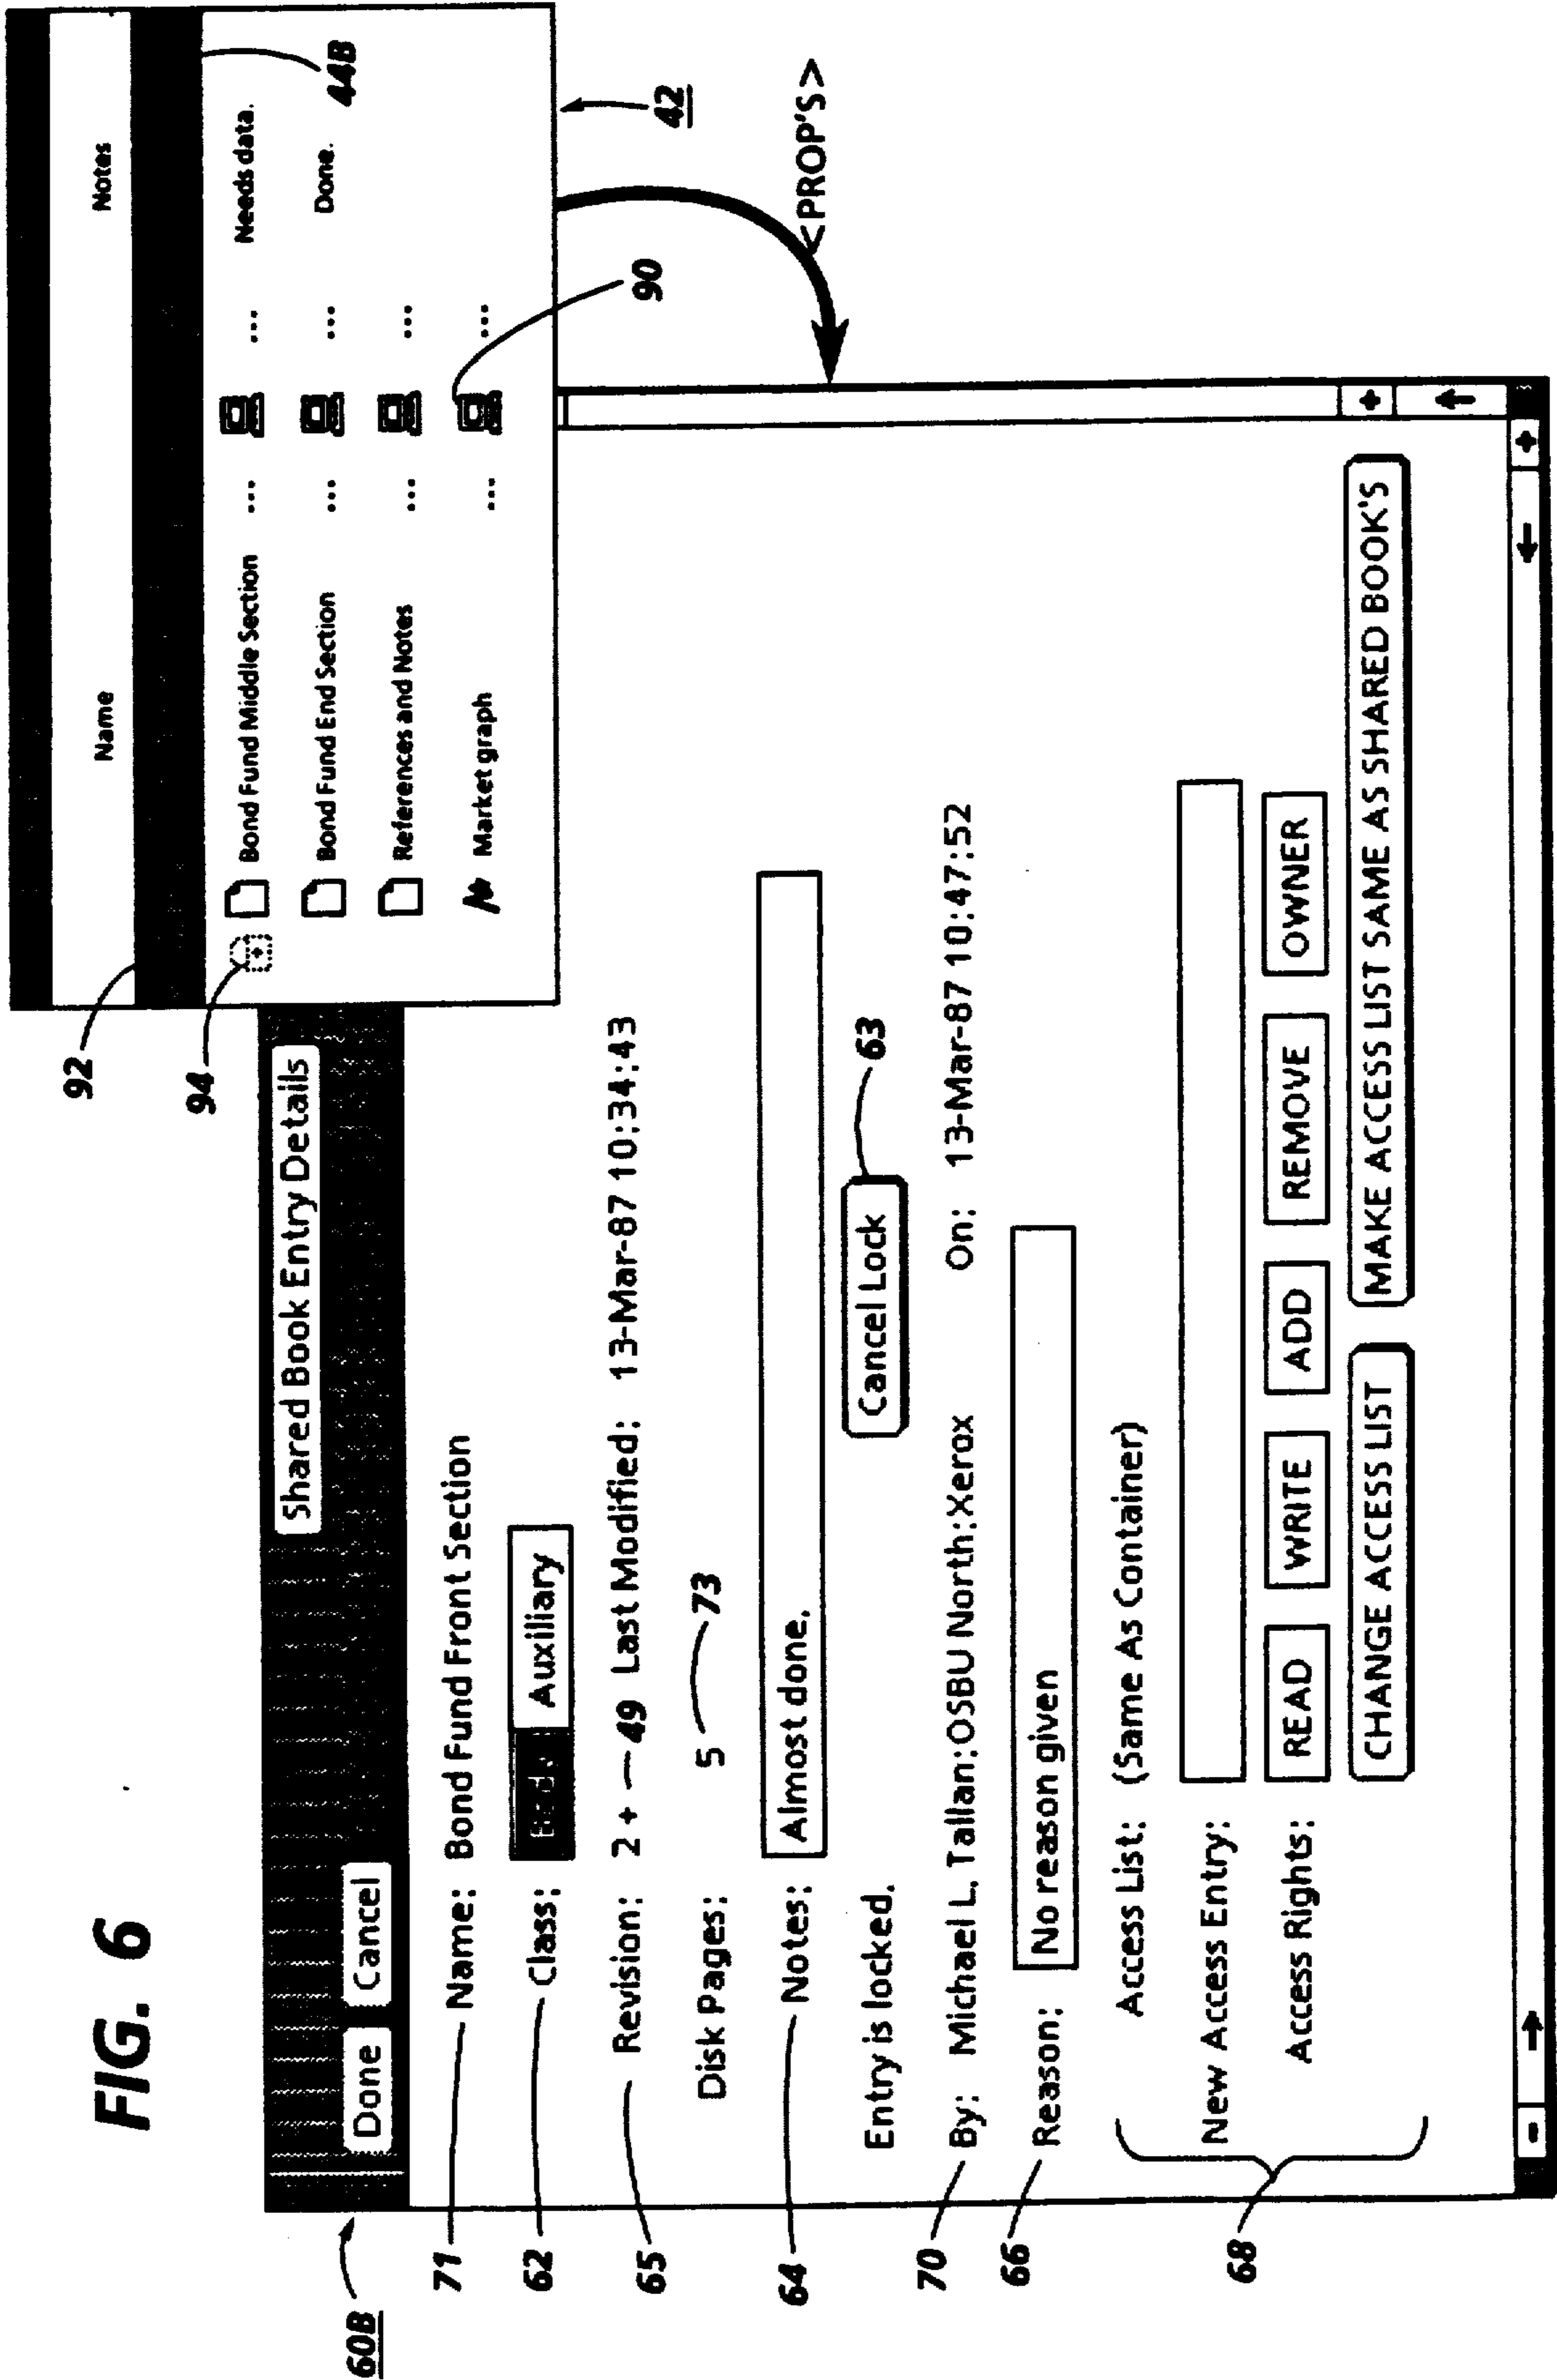 FIG. 6
Name
Notes
92
94
Bond Fund Middle Section ... ... Needs data.
Bond Fund End Section ... ... Done.
References and Notes ... ...
Market graph ... ...
44B
42
90
<PROP'S>
60B
Shared Book Entry Details
Done Cancel
71 Name: Bond Fund Front Section
62 Class: Auxiliary
65 Revision: 2 + 49 Last Modified: 13-Mar-87 10:34:43
Disk Pages: 5 73
64 Notes: Almost done.
Entry is locked. Cancel Lock 63
70 By: Michael L. Tallan:OSBU North:Xerox On: 13-Mar-87 10:47:52
66 Reason: No reason given
Access List: (Same As Container)
New Access Entry:
68
Access Rights: READ WRITE ADD REMOVE OWNER
CHANGE ACCESS LIST MAKE ACCESS LIST SAME AS SHARED BOOK'S